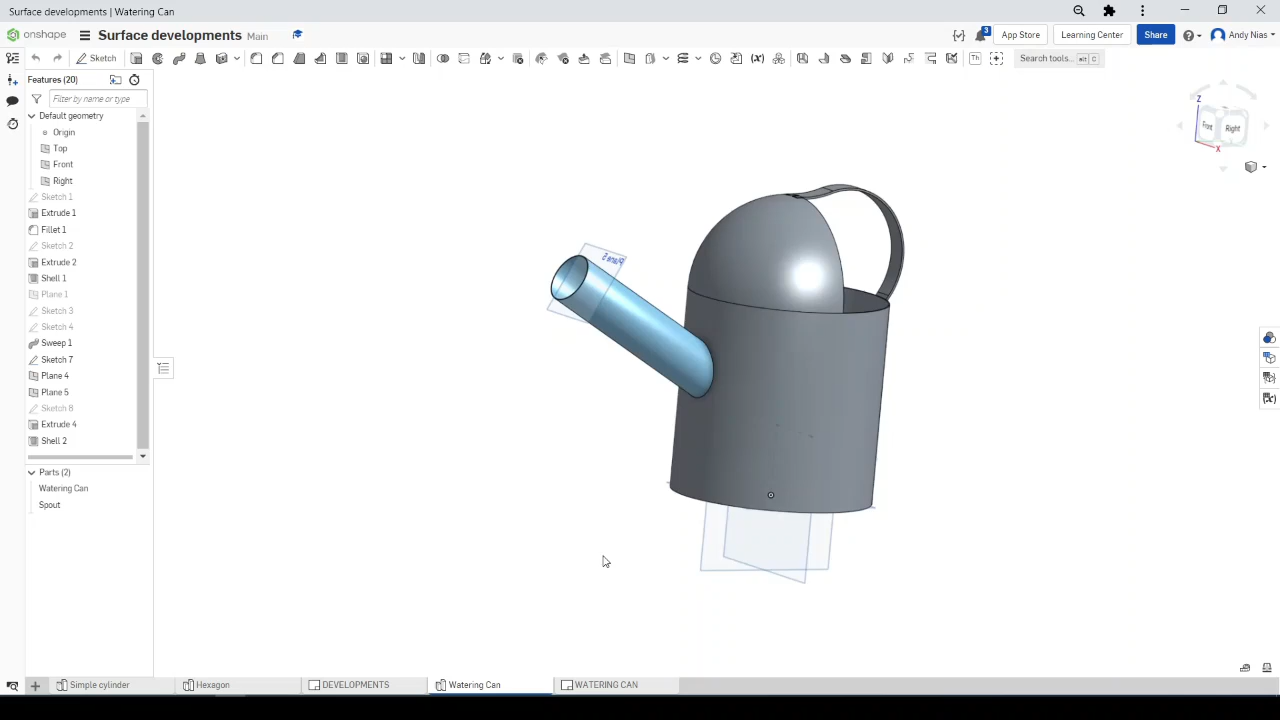 Surface developments | Watering Can
onshape
Surface developments Main
3
App Store
Learning Center
Share
Andy Nias
Sketch
Search tools... alt C
Features (20)
Filter by name or type
Default geometry
Origin
Top
Front
Right
Sketch 1
Extrude 1
Fillet 1
Sketch 2
Extrude 2
Shell 1
Plane 1
Sketch 3
Sketch 4
Sweep 1
Sketch 7
Plane 4
Plane 5
Sketch 8
Extrude 4
Shell 2
Parts (2)
Watering Can
Spout
Plane 5
Z
Front
Right
X
Simple cylinder
Hexagon
DEVELOPMENTS
Watering Can
WATERING CAN